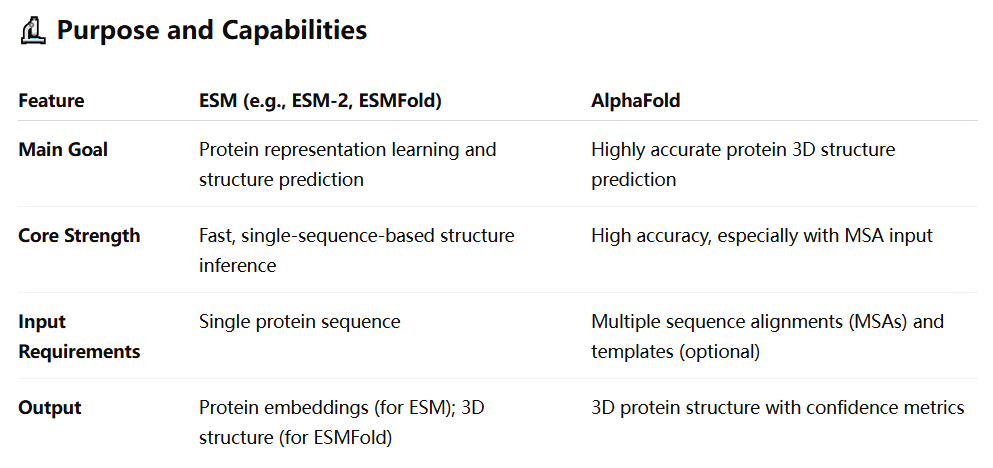 Purpose and Capabilities
Feature ESM (e.g., ESM-2, ESMFold) AlphaFold
Main Goal Protein representation learning and Highly accurate protein 3D structure
structure prediction prediction
Core Strength Fast, single-sequence-based structure High accuracy, especially with MSA input
inference
Input Single protein sequence Multiple sequence alignments (MSAs) and
Requirements templates (optional)
Output Protein embeddings (for ESM); 3D 3D protein structure with confidence metrics
structure (for ESMFold)